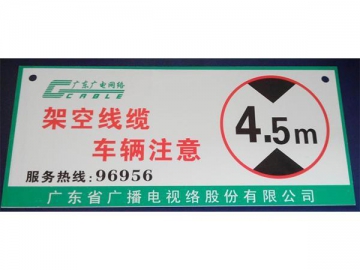 广东广电网络
CABLE
架空线缆
车辆注意
4.5m
服务热线:96956
广东省广播电视络股份有限公司